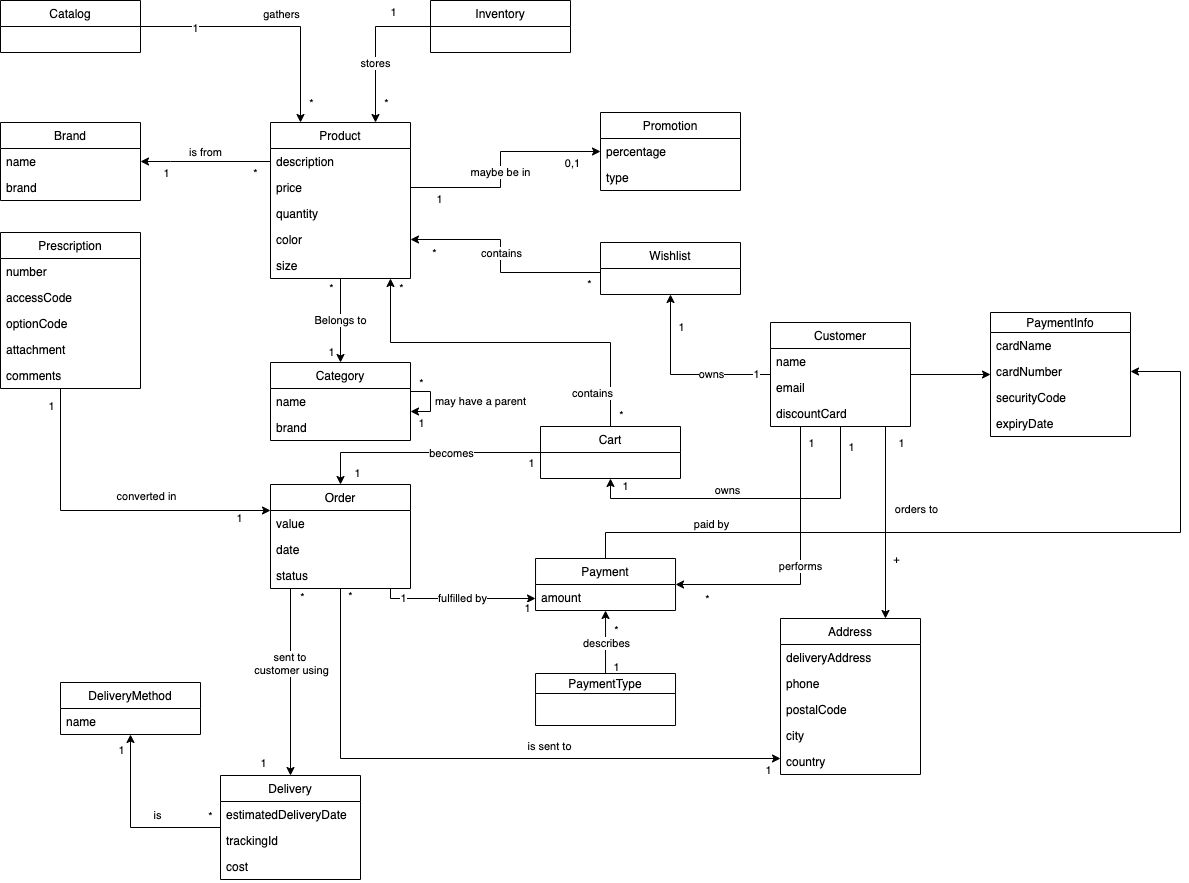 Catalog
gathers
1
Inventory
1
stores
*
*
Brand
name
brand
is from
1
*
Product
description
price
quantity
color
size
maybe be in
0,1
1
Promotion
percentage
type
Prescription
number
accessCode
optionCode
attachment
comments
1
contains
*
*
Wishlist
1
owns
1
*
Belongs to
1
*
Category
name
brand
*
may have a parent
1
Customer
name
email
discountCard
PaymentInfo
cardName
cardNumber
securityCode
expiryDate
contains
*
Cart
becomes
1
1
1
owns
1
1
1
orders to
+
converted in
1
Order
value
date
status
paid by
performs
*
Payment
amount
1
fulfilled by
1
*
describes
1
PaymentType
*
sent to
customer using
1
*
is sent to
1
Address
deliveryAddress
phone
postalCode
city
country
DeliveryMethod
name
1
is
*
Delivery
estimatedDeliveryDate
trackingId
cost